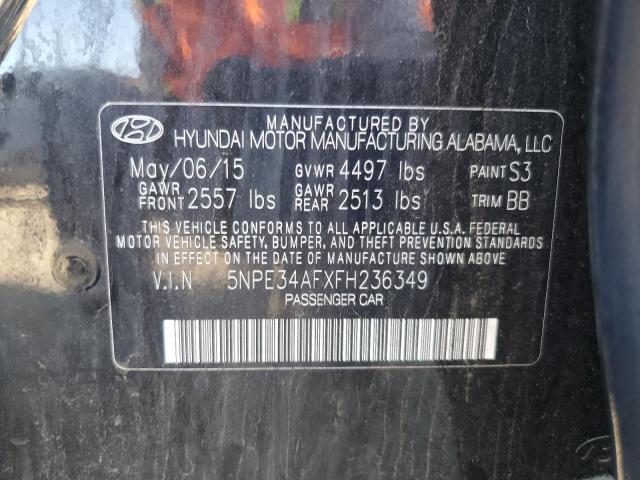 MANUFACTURED BY
HYUNDAI MOTOR MANUFACTURING ALABAMA, LLC
May/06/15 GVWR 4497 lbs PAINT S3
GAWR FRONT 2557 lbs GAWR REAR 2513 lbs TRIM BB
THIS VEHICLE CONFORMS TO ALL APPLICABLE U.S.A. FEDERAL
MOTOR VEHICLE SAFETY, BUMPER, AND THEFT PREVENTION STANDARDS
IN EFFECT ON THE DATE OF MANUFACTURE SHOWN ABOVE.
V.I.N 5NPE34AFXFH236349
PASSENGER CAR